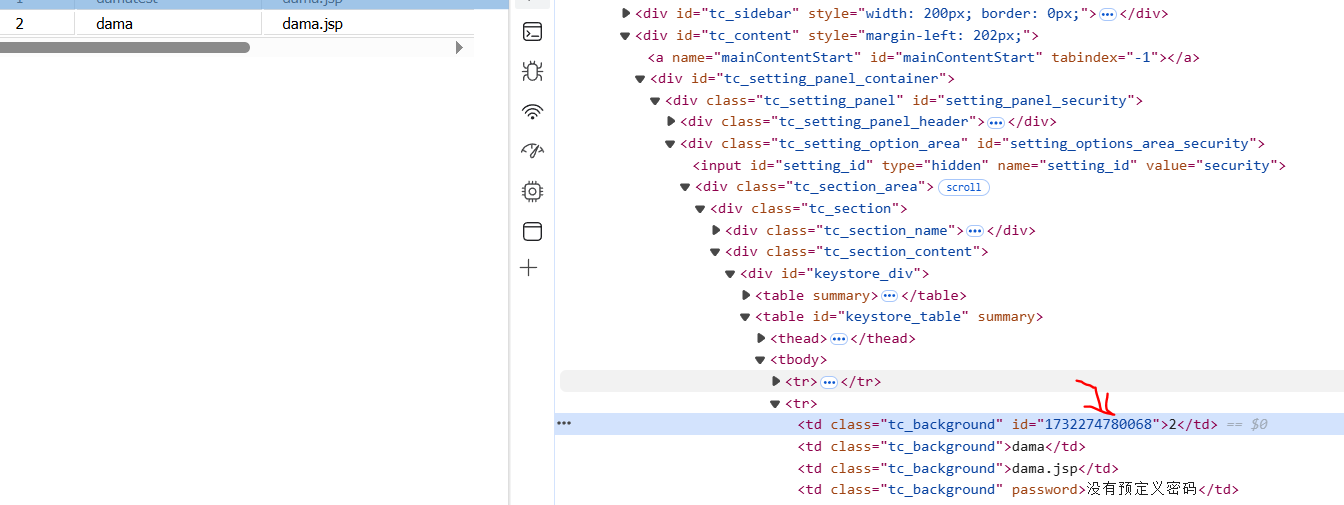 1 damatest dama.jsp
2 dama dama.jsp
<div id="tc_sidebar" style="width: 200px; border: 0px;"> </div>
<div id="tc_content" style="margin-left: 202px;">
<a name="mainContentStart" id="mainContentStart" tabindex="-1"></a>
<div id="tc_setting_panel_container">
<div class="tc_setting_panel" id="setting_panel_security">
<div class="tc_setting_panel_header"> </div>
<div class="tc_setting_option_area" id="setting_options_area_security">
<input id="setting_id" type="hidden" name="setting_id" value="security">
<div class="tc_section_area"> scroll
<div class="tc_section">
<div class="tc_section_name"> </div>
<div class="tc_section_content">
<div id="keystore_div">
<table summary> </table>
<table id="keystore_table" summary>
<thead> </thead>
<tbody>
<tr> </tr>
<tr>
<td class="tc_background" id="1732274780068">2</td> == $0
<td class="tc_background">dama</td>
<td class="tc_background">dama.jsp</td>
<td class="tc_background" password>没有预定义密码</td>